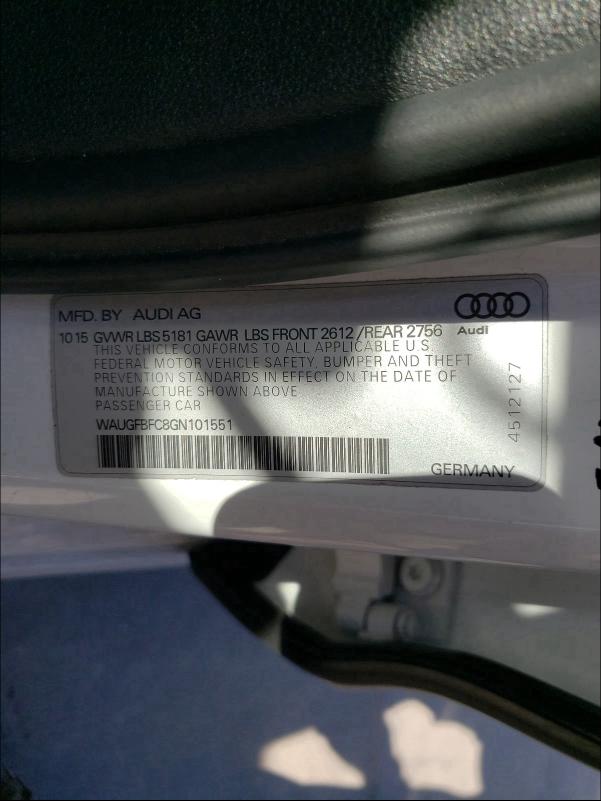 MFD. BY AUDI AG
10 15 GVWR LBS 5181 GAWR LBS FRONT 2612 / REAR 2756 Audi
THIS VEHICLE CONFORMS TO ALL APPLICABLE U.S.
FEDERAL MOTOR VEHICLE SAFETY, BUMPER AND THEFT
PREVENTION STANDARDS IN EFFECT ON THE DATE OF
MANUFACTURE SHOWN ABOVE
PASSENGER CAR
WAUGFBFC8GN101551
GERMANY
4512127